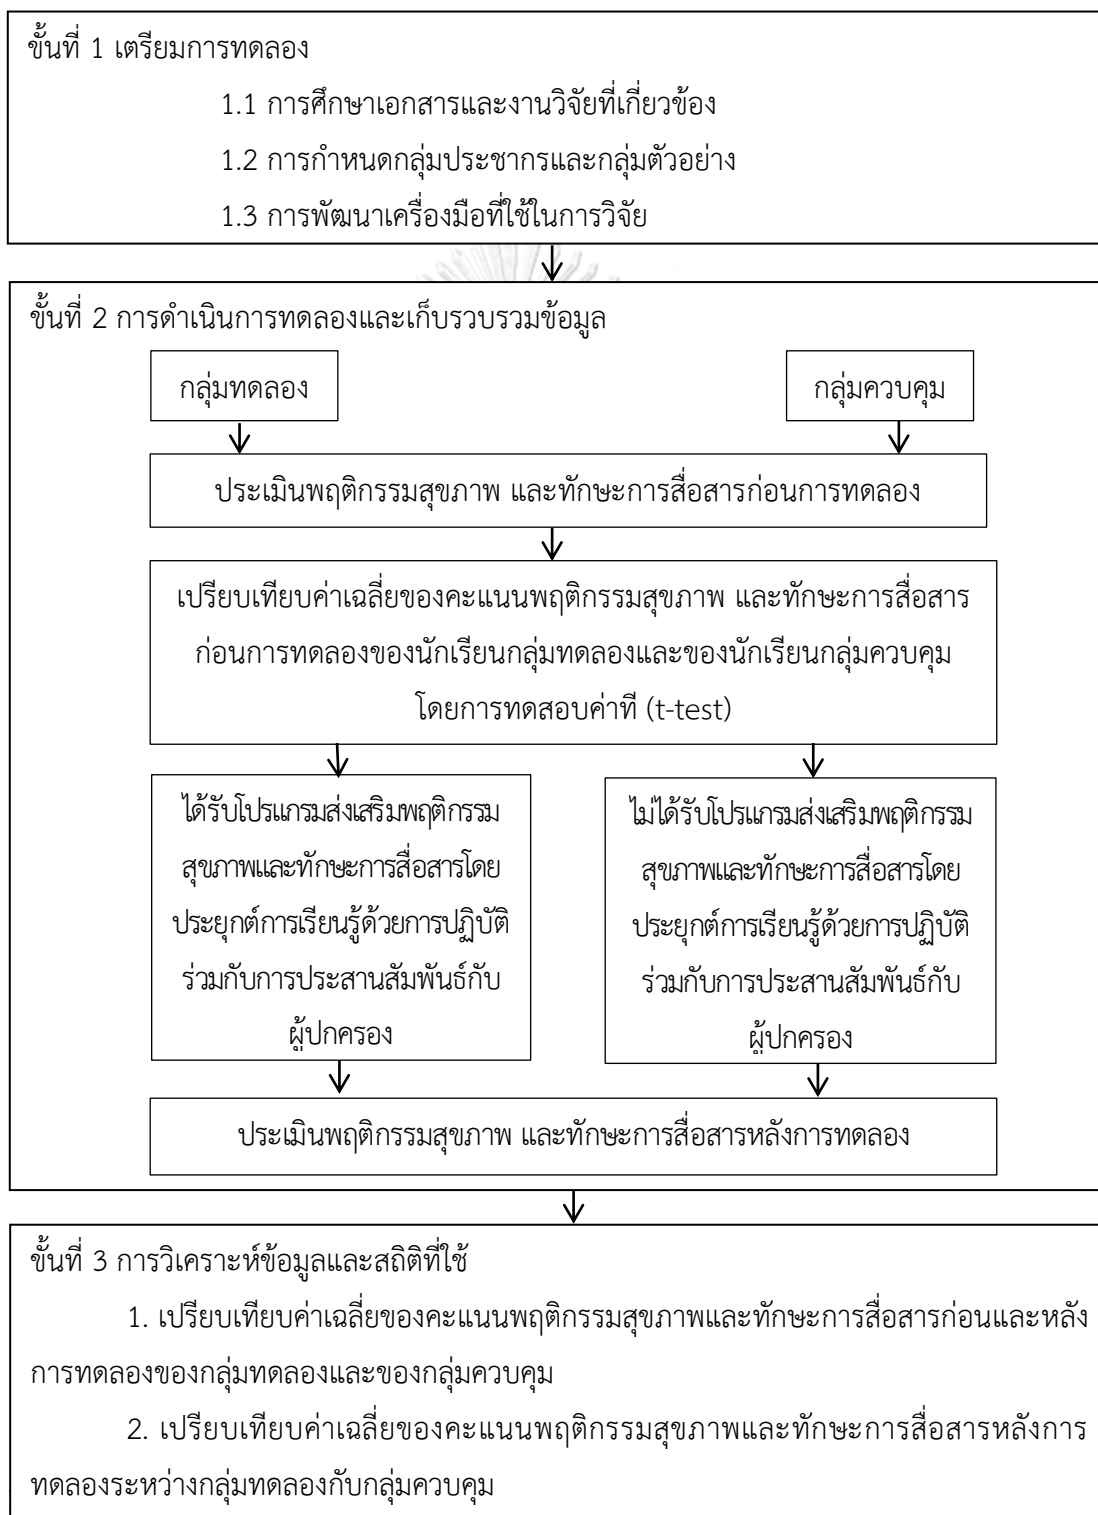 ขั้นที่ 1 เตรียมการทดลอง
1.1 การศึกษาเอกสารและงานวิจัยที่เกี่ยวข้อง
1.2 การกำหนดกลุ่มประชากรและกลุ่มตัวอย่าง
1.3 การพัฒนาเครื่องมือที่ใช้ในการวิจัย
ขั้นที่ 2 การดำเนินการทดลองและเก็บรวบรวมข้อมูล
กลุ่มทดลอง
กลุ่มควบคุม
ประเมินพฤติกรรมสุขภาพ และทักษะการสื่อสารก่อนการทดลอง
เปรียบเทียบค่าเฉลี่ยของคะแนนพฤติกรรมสุขภาพ และทักษะการสื่อสาร
ก่อนการทดลองของนักเรียนกลุ่มทดลองและของนักเรียนกลุ่มควบคุม
โดยการทดสอบค่าที (t-test)
ได้รับโปรแกรมส่งเสริมพฤติกรรม
สุขภาพและทักษะการสื่อสารโดย
ประยุกต์การเรียนรู้ด้วยการปฏิบัติ
ร่วมกับการประสานสัมพันธ์กับ
ผู้ปกครอง
ไม่ได้รับโปรแกรมส่งเสริมพฤติกรรม
สุขภาพและทักษะการสื่อสารโดย
ประยุกต์การเรียนรู้ด้วยการปฏิบัติ
ร่วมกับการประสานสัมพันธ์กับ
ผู้ปกครอง
ประเมินพฤติกรรมสุขภาพ และทักษะการสื่อสารหลังการทดลอง
ขั้นที่ 3 การวิเคราะห์ข้อมูลและสถิติที่ใช้
1. เปรียบเทียบค่าเฉลี่ยของคะแนนพฤติกรรมสุขภาพและทักษะการสื่อสารก่อนและหลัง
การทดลองของกลุ่มทดลองและของกลุ่มควบคุม
2. เปรียบเทียบค่าเฉลี่ยของคะแนนพฤติกรรมสุขภาพและทักษะการสื่อสารหลังการ
ทดลองระหว่างกลุ่มทดลองกับกลุ่มควบคุม